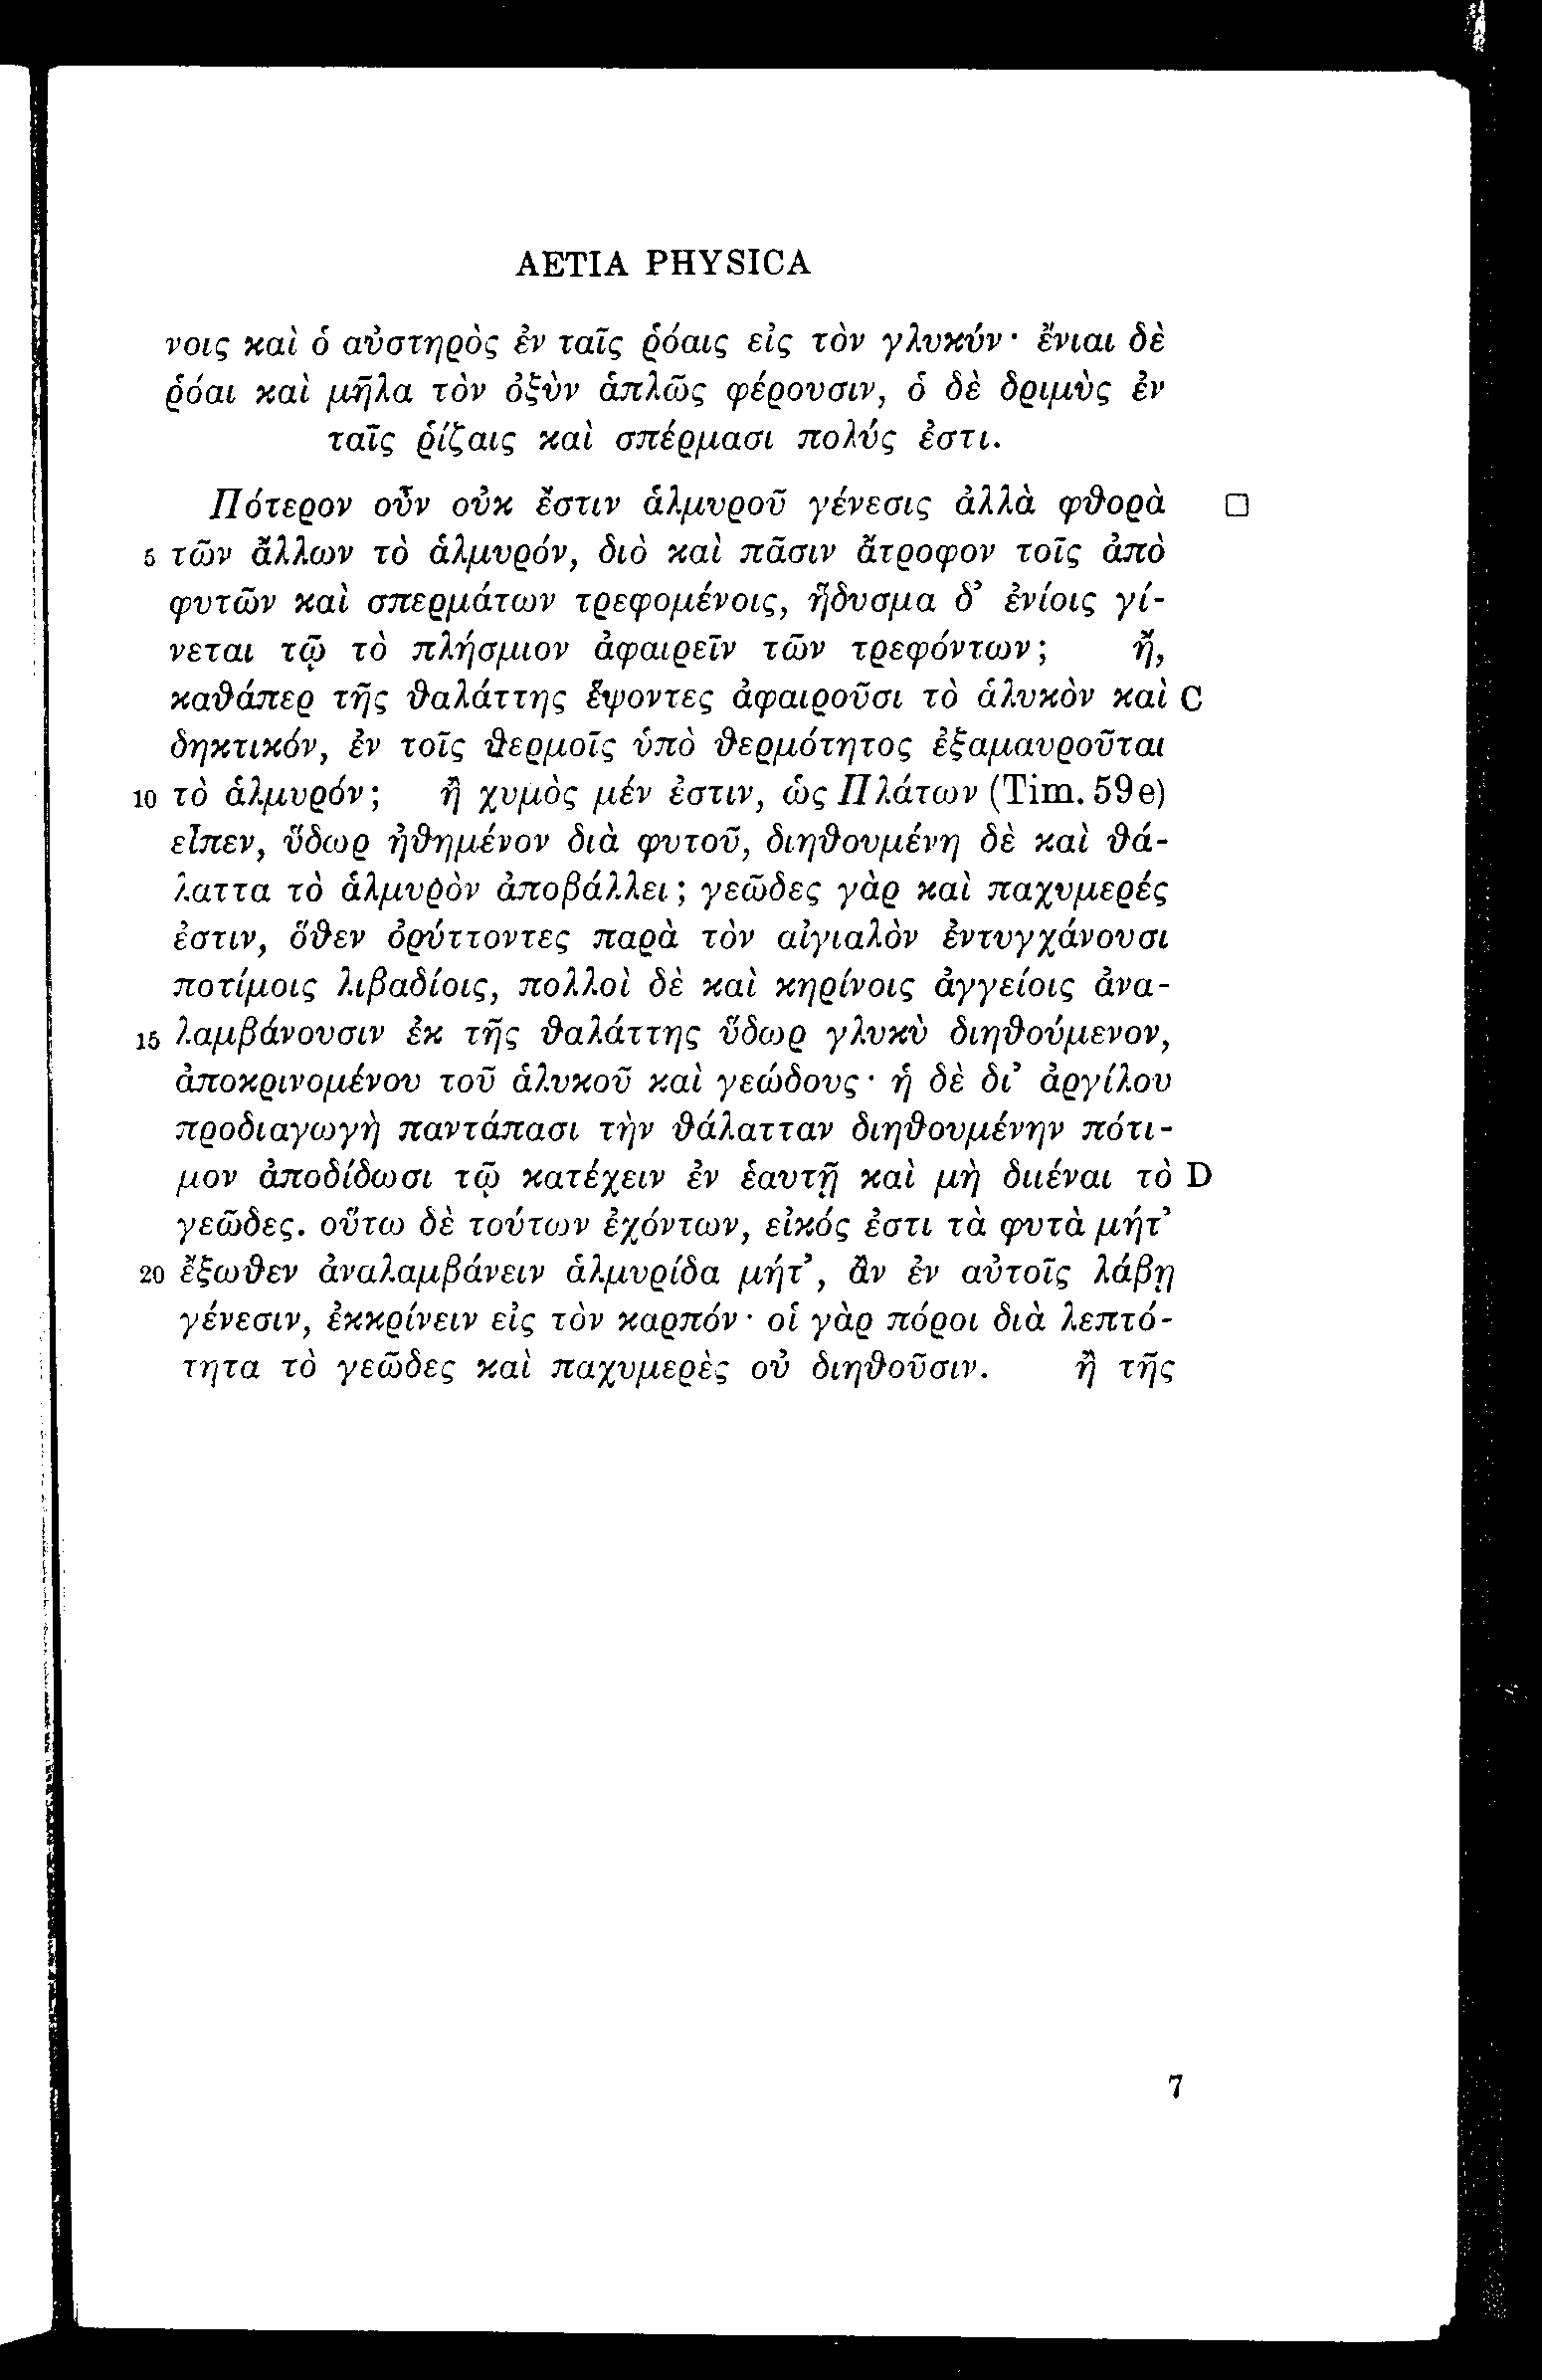 AETIA PHYSICA
νοις καὶ ὁ αὐστηρὸς ἐν ταῖς ῥόαις εἰς τὸν γλυκύν· ἔνιαι δὲ
ῥόαι καὶ μῆλα τὸν ὀξὺν ἁπλῶς φέρουσιν, ὁ δὲ δριμὺς ἐν
ταῖς ῥίζαις καὶ σπέρμασι πολύς ἐστι.
Πότερον οὖν οὐκ ἔστιν ἁλμυροῦ γένεσις ἀλλὰ φθορὰ □
5 τῶν ἄλλων τὸ ἁλμυρόν, διὸ καὶ πᾶσιν ἄτροφον τοῖς ἀπὸ
φυτῶν καὶ σπερμάτων τρεφομένοις, ἥδυσμα δ’ ἐνίοις γί-
νεται τῷ τὸ πλήσμιον ἀφαιρεῖν τῶν τρεφόντων; ἤ,
καθάπερ τῆς θαλάττης ἕψοντες ἀφαιροῦσι τὸ ἁλυκὸν καὶ C
δηκτικόν, ἐν τοῖς θερμοῖς ὑπὸ θερμότητος ἐξαμαυροῦται
10 τὸ ἁλμυρόν; ἢ χυμὸς μέν ἐστιν, ὡς Πλάτων (Tim. 59e)
εἶπεν, ὕδωρ ἠθημένον διὰ φυτοῦ, διηθουμένη δὲ καὶ θά-
λαττα τὸ ἁλμυρὸν ἀποβάλλει; γεῶδες γὰρ καὶ παχυμερές
ἐστιν, ὅθεν ὀρύττοντες παρὰ τὸν αἰγιαλὸν ἐντυγχάνουσι
ποτίμοις λιβαδίοις, πολλοὶ δὲ καὶ κηρίνοις ἀγγείοις ἀνα-
15 λαμβάνουσιν ἐκ τῆς θαλάττης ὕδωρ γλυκὺ διηθούμενον,
ἀποκρινομένου τοῦ ἁλυκοῦ καὶ γεώδους· ἡ δὲ δι’ ἀργίλου
προδιαγωγὴ παντάπασι τὴν θάλατταν διηθουμένην πότι-
μον ἀποδίδωσι τῷ κατέχειν ἐν ἑαυτῇ καὶ μὴ διιέναι τὸ D
γεῶδες. οὕτω δὲ τούτων ἐχόντων, εἰκός ἐστι τὰ φυτὰ μήτ’
20 ἔξωθεν ἀναλαμβάνειν ἁλμυρίδα μήτ’, ἂν ἐν αὐτοῖς λάβῃ
γένεσιν, ἐκκρίνειν εἰς τὸν καρπόν· οἱ γὰρ πόροι διὰ λεπτό-
τητα τὸ γεῶδες καὶ παχυμερὲς οὐ διηθοῦσιν. ἢ τῆς
7